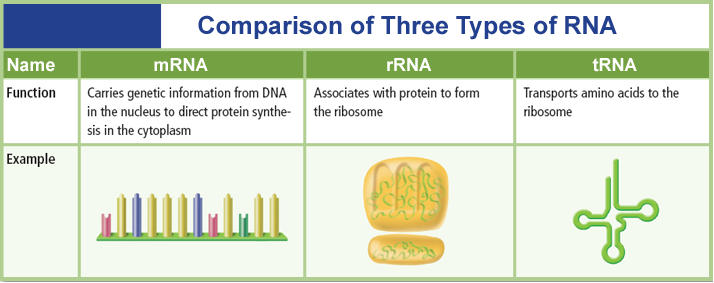 Comparison of Three Types of RNA
Name mRNA rRNA tRNA
Function
Carries genetic information from DNA
in the nucleus to direct protein synthe-
sis in the cytoplasm
Associates with protein to form
the ribosome
Transports amino acids to the
ribosome
Example